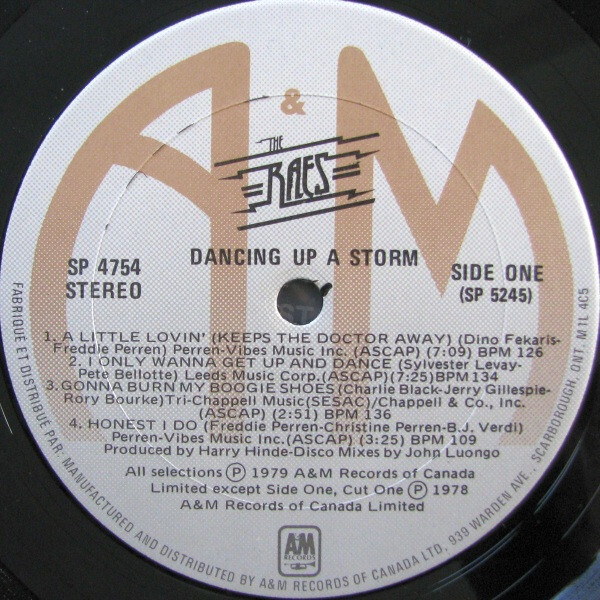 &
THE
RAES
DANCING UP A STORM
SP 4754
STEREO
SIDE ONE
(SP 5245)
1. A LITTLE LOVIN' (KEEPS THE DOCTOR AWAY) (Dino Fekaris-
Freddie Perren) Perren-Vibes Music Inc. (ASCAP) (7:09) BPM 126
2. I ONLY WANNA GET UP AND DANCE (Sylvester Levay-
Pete Bellotte) Leeds Music Corp.(ASCAP)(7:25)BPM 134
3. GONNA BURN MY BOOGIE SHOES (Charlie Black-Jerry Gillespie-
Rory Bourke)Tri-Chappell Music(SESAC)/Chappell & Co., inc.
(ASCAP) (2:51) BPM 136
4. HONEST I DO (Freddie Perren-Christine Perren-B.J. Verdi)
Perren-Vibes Music Inc.(ASCAP) (3:25) BPM 109
Produced by Harry Hinde-Disco Mixes by John Luongo
All selections Ⓟ 1979 A&M Records of Canada
Limited except Side One, Cut One Ⓟ 1978
A&M Records of Canada Limited
A&M
RECORDS
FABRIQUÉ ET DISTRIBUÉ PAR: MANUFACTURED AND DISTRIBUTED BY A&M RECORDS OF CANADA LTD, 939 WARDEN AVE., SCARBOROUGH, ONT. M1L 4C5